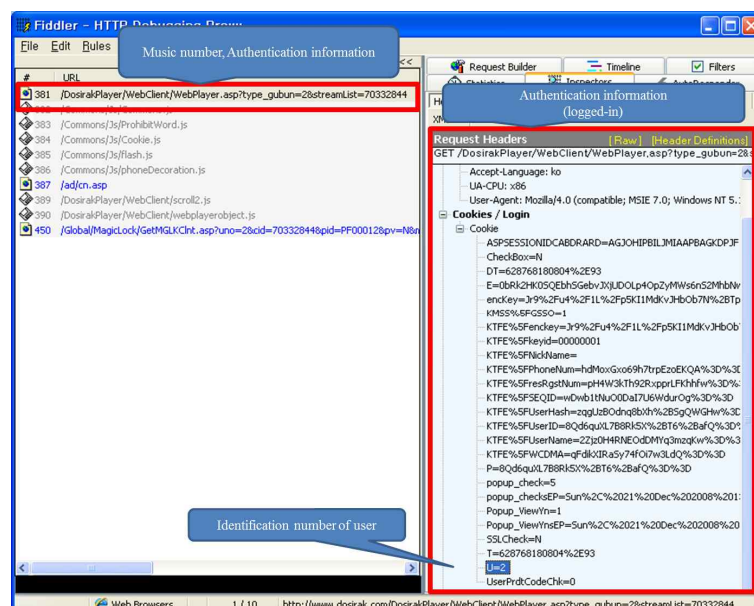 Fiddler - HTTP Debugging Proxy
File Edit Rules
Music number, Authentication information
<<
# URL
381 /DosirakPlayer/WebClient/WebPlayer.asp?type_gubun=2&streamList=70332844
383 /Commons/Js/ProhibitWord.js
384 /Commons/Js/Cookie.js
385 /Commons/Js/flash.js
386 /Commons/Js/phoneDecoration.js
387 /ad/cn.asp
389 /DosirakPlayer/WebClient/scroll2.js
390 /DosirakPlayer/WebClient/webplayerobject.js
450 /Global/MagicLock/GetMGLKClnt.asp?uno=2&cid=70332844&pid=PF00012&pv=N&n
Request Builder Timeline Filters
Statistics Inspectors AutoResponder
Authentication information
(logged-in)
Request Headers [Raw] [Header Definitions]
GET /DosirakPlayer/WebClient/WebPlayer.asp?type_gubun=2&s
Accept-Language: ko
UA-CPU: x86
User-Agent: Mozilla/4.0 (compatible; MSIE 7.0; Windows NT 5.
Cookies / Login
Cookie
ASPSESSIONIDCABDRARD=AGJOHIPBILJMIAAPBAGKDPJF
CheckBox=N
DT=628768180804%2E93
E=0bRk2HK0SQEbhSGebvJXjUDOLp4OpZyMWs6nS2MhbNv
encKey=Jr9%2Fu4%2F1L%2Fp5KI1MdKvJHbOb7N%2BTp
KMSS%5FGSSO=1
KTFE%5Fenckey=Jr9%2Fu4%2F1L%2Fp5KI1MdKvJHbOb
KTFE%5Fkeyid=00000001
KTFE%5FNickName=
KTFE%5FPhoneNum=hdMoxGxo69h7trpEzoEKQA%3D%3D
KTFE%5FresRgstNum=pH4W3kTh92RxpprLFKhhfw%3D%
KTFE%5FSEQID=wDwb1tNuO0DaI7U6WdurOg%3D%3D
KTFE%5FUserHash=zqgUzBOdnq8bXh%2BSgQWGHw%3D
KTFE%5FUserID=8Qd6quXL7B8Rk5X%2BT6%2BafQ%3D%
KTFE%5FUserName=2Zjz0H4RNEOdDMYq3mzqKw%3D%3
KTFE%5FWCDMA=qFdikXIRaSy74fOi7w3LdQ%3D%3D
P=8Qd6quXL7B8Rk5X%2BT6%2BafQ%3D%3D
popup_check=5
popup_checksEP=Sun%2C%2021%20Dec%202008%201
Popup_ViewYn=1
Popup_ViewYnsEP=Sun%2C%2021%20Dec%202008%20
SSLCheck=N
T=628768180804%2E93
U=2
UserPrdtCodeChk=0
Identification number of user
Web Browsers 1 / 10 http://www.dosirak.com/DosirakPlayer/WebClient/WebPlayer.asp?type_gubun=2&streamList=70332844